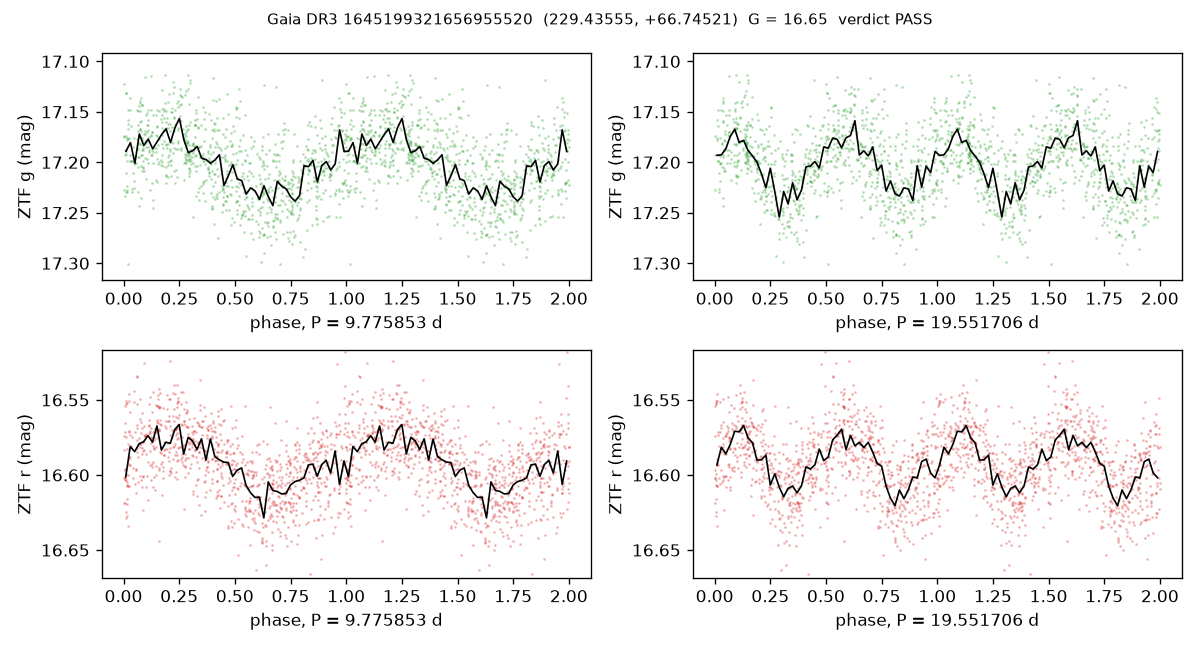 Gaia DR3 1645199321656955520 (229.43555, +66.74521) G = 16.65 verdict PASS
17.10
17.15
17.20
17.25
17.30
ZTF g (mag)
0.00 0.25 0.50 0.75 1.00 1.25 1.50 1.75 2.00
phase, P = 9.775853 d
17.10
17.15
17.20
17.25
17.30
ZTF g (mag)
0.00 0.25 0.50 0.75 1.00 1.25 1.50 1.75 2.00
phase, P = 19.551706 d
16.55
16.60
16.65
ZTF r (mag)
0.00 0.25 0.50 0.75 1.00 1.25 1.50 1.75 2.00
phase, P = 9.775853 d
16.55
16.60
16.65
ZTF r (mag)
0.00 0.25 0.50 0.75 1.00 1.25 1.50 1.75 2.00
phase, P = 19.551706 d